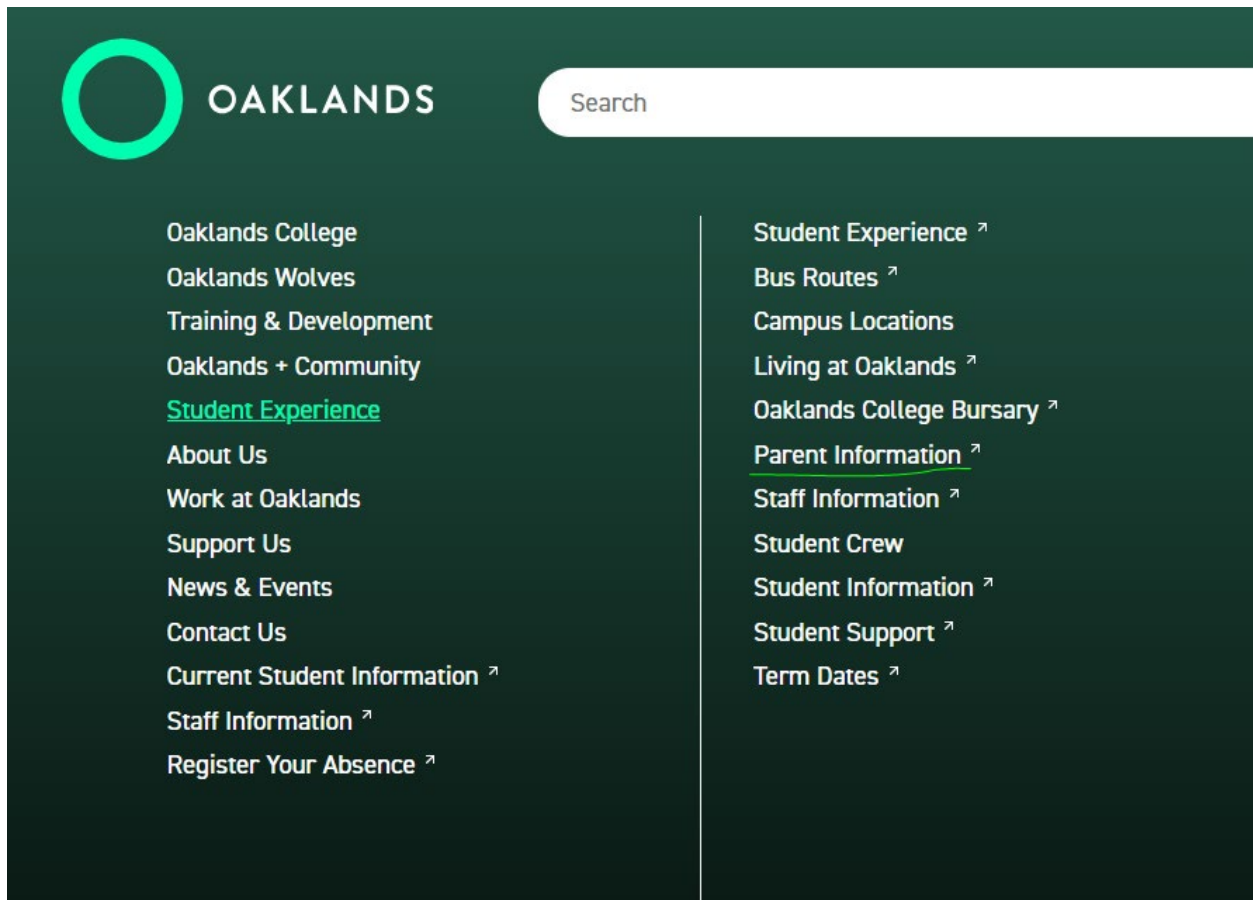 OAKLANDS
Search
Oaklands College
Oaklands Wolves
Training & Development
Oaklands + Community
Student Experience
About Us
Work at Oaklands
Support Us
News & Events
Contact Us
Current Student Information
Staff Information
Register Your Absence
Student Experience
Bus Routes
Campus Locations
Living at Oaklands
Oaklands College Bursary
Parent Information
Staff Information
Student Crew
Student Information
Student Support
Term Dates